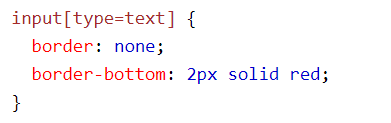 input[type=text] {
  border: none;
  border-bottom: 2px solid red;
}